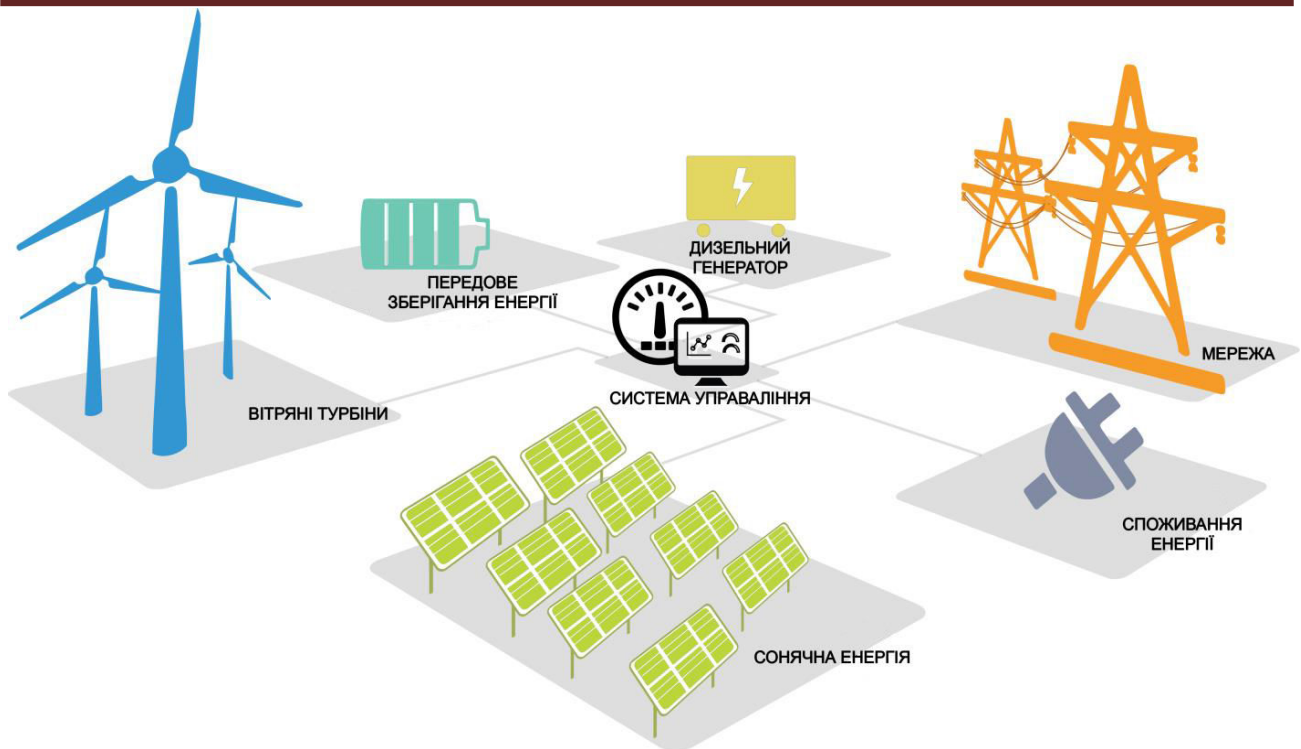 ДИЗЕЛЬНИЙ
ГЕНЕРАТОР
ПЕРЕДОВЕ
ЗБЕРІГАННЯ ЕНЕРГІЇ
МЕРЕЖА
СИСТЕМА УПРАВАЛІННЯ
ВІТРЯНІ ТУРБІНИ
СПОЖИВАННЯ
ЕНЕРГІЇ
СОНЯЧНА ЕНЕРГІЯ